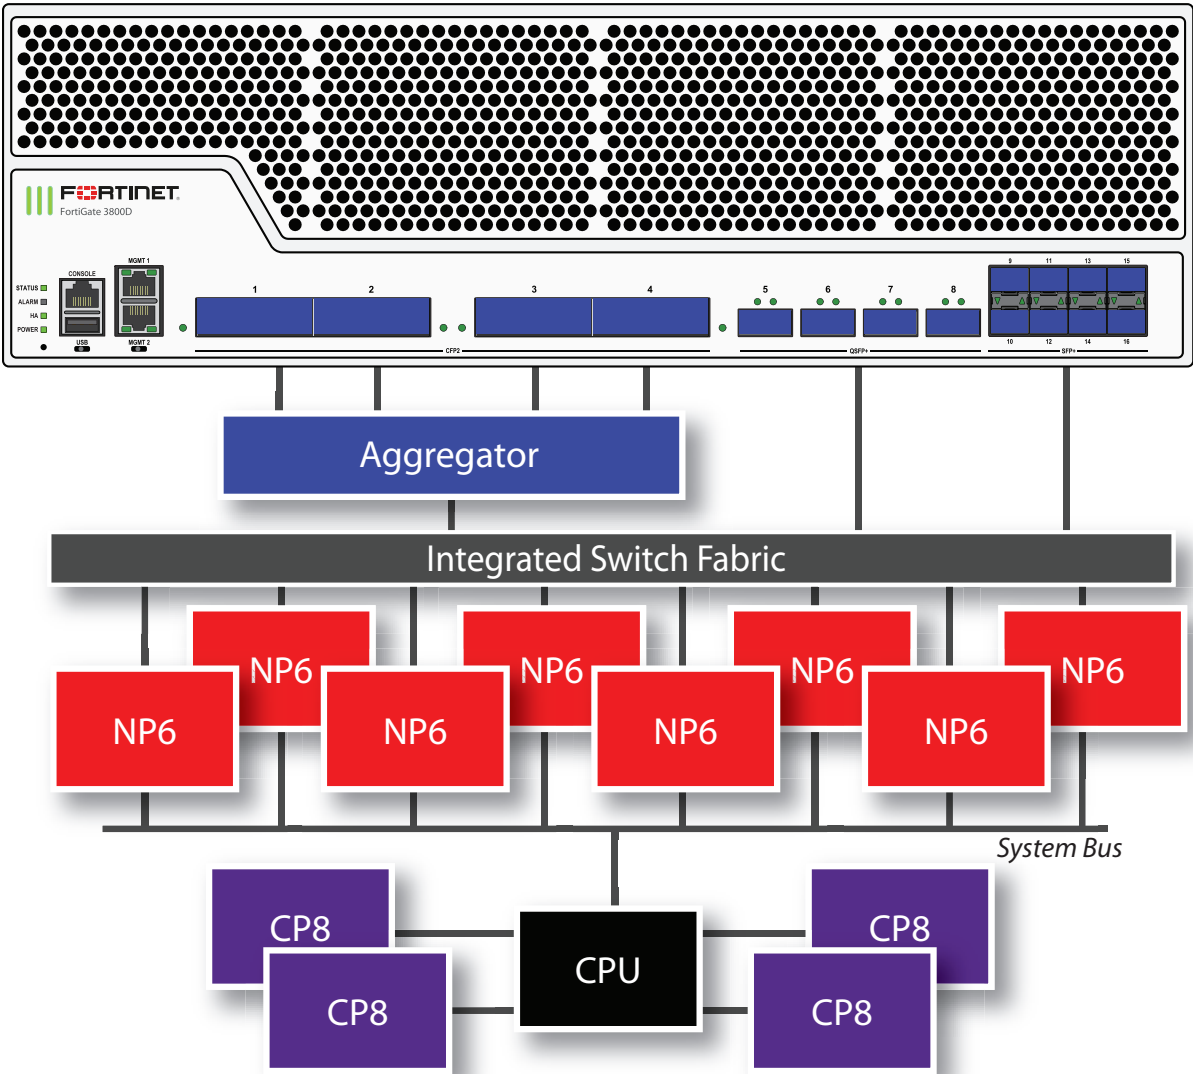 FORTINET
FortiGate 3800D
MGMT 1
CONSOLE
STATUS
ALARM
HA
POWER
USB
MGMT 2
1 2 3 4
CFP2
5 6 7 8
QSFP+
9 11 13 15
10 12 14 16
SFP+
Aggregator
Integrated Switch Fabric
NP6 NP6 NP6 NP6
NP6 NP6 NP6 NP6
System Bus
CP8 CP8
CPU
CP8 CP8